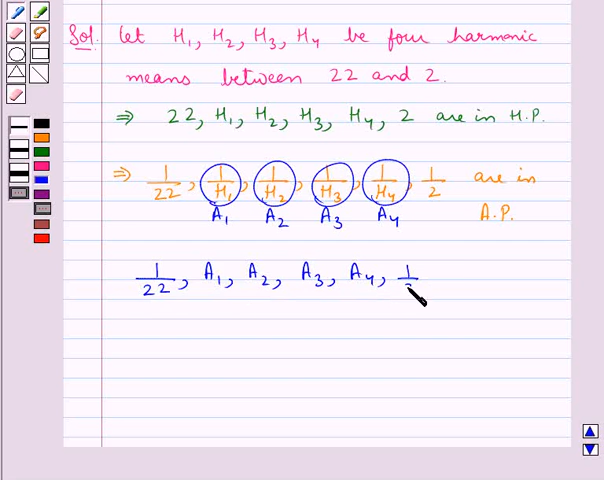 Sol. Let H₁, H₂, H₃, H₄ be four harmonic
means between 22 and 2.
⇒ 22, H₁, H₂, H₃, H₄, 2 are in H.P.
⇒ 1/22, 1/H₁, 1/H₂, 1/H₃, 1/H₄, 1/2 are in
A₁ A₂ A₃ A₄ A.P.
1/22, A₁, A₂, A₃, A₄, 1/